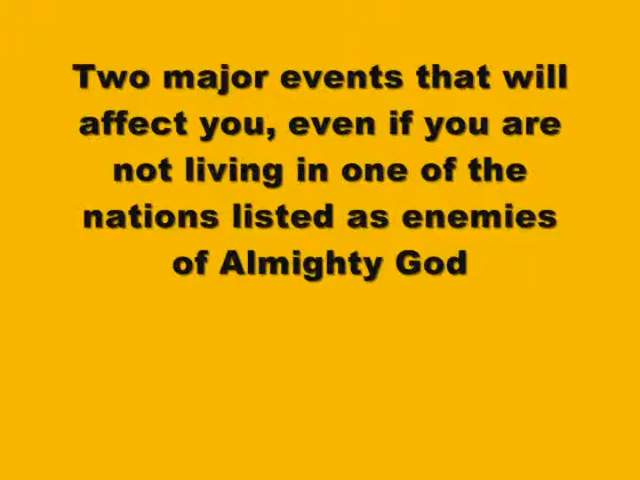 Two major events that will
affect you, even if you are
not living in one of the
nations listed as enemies
of Almighty God